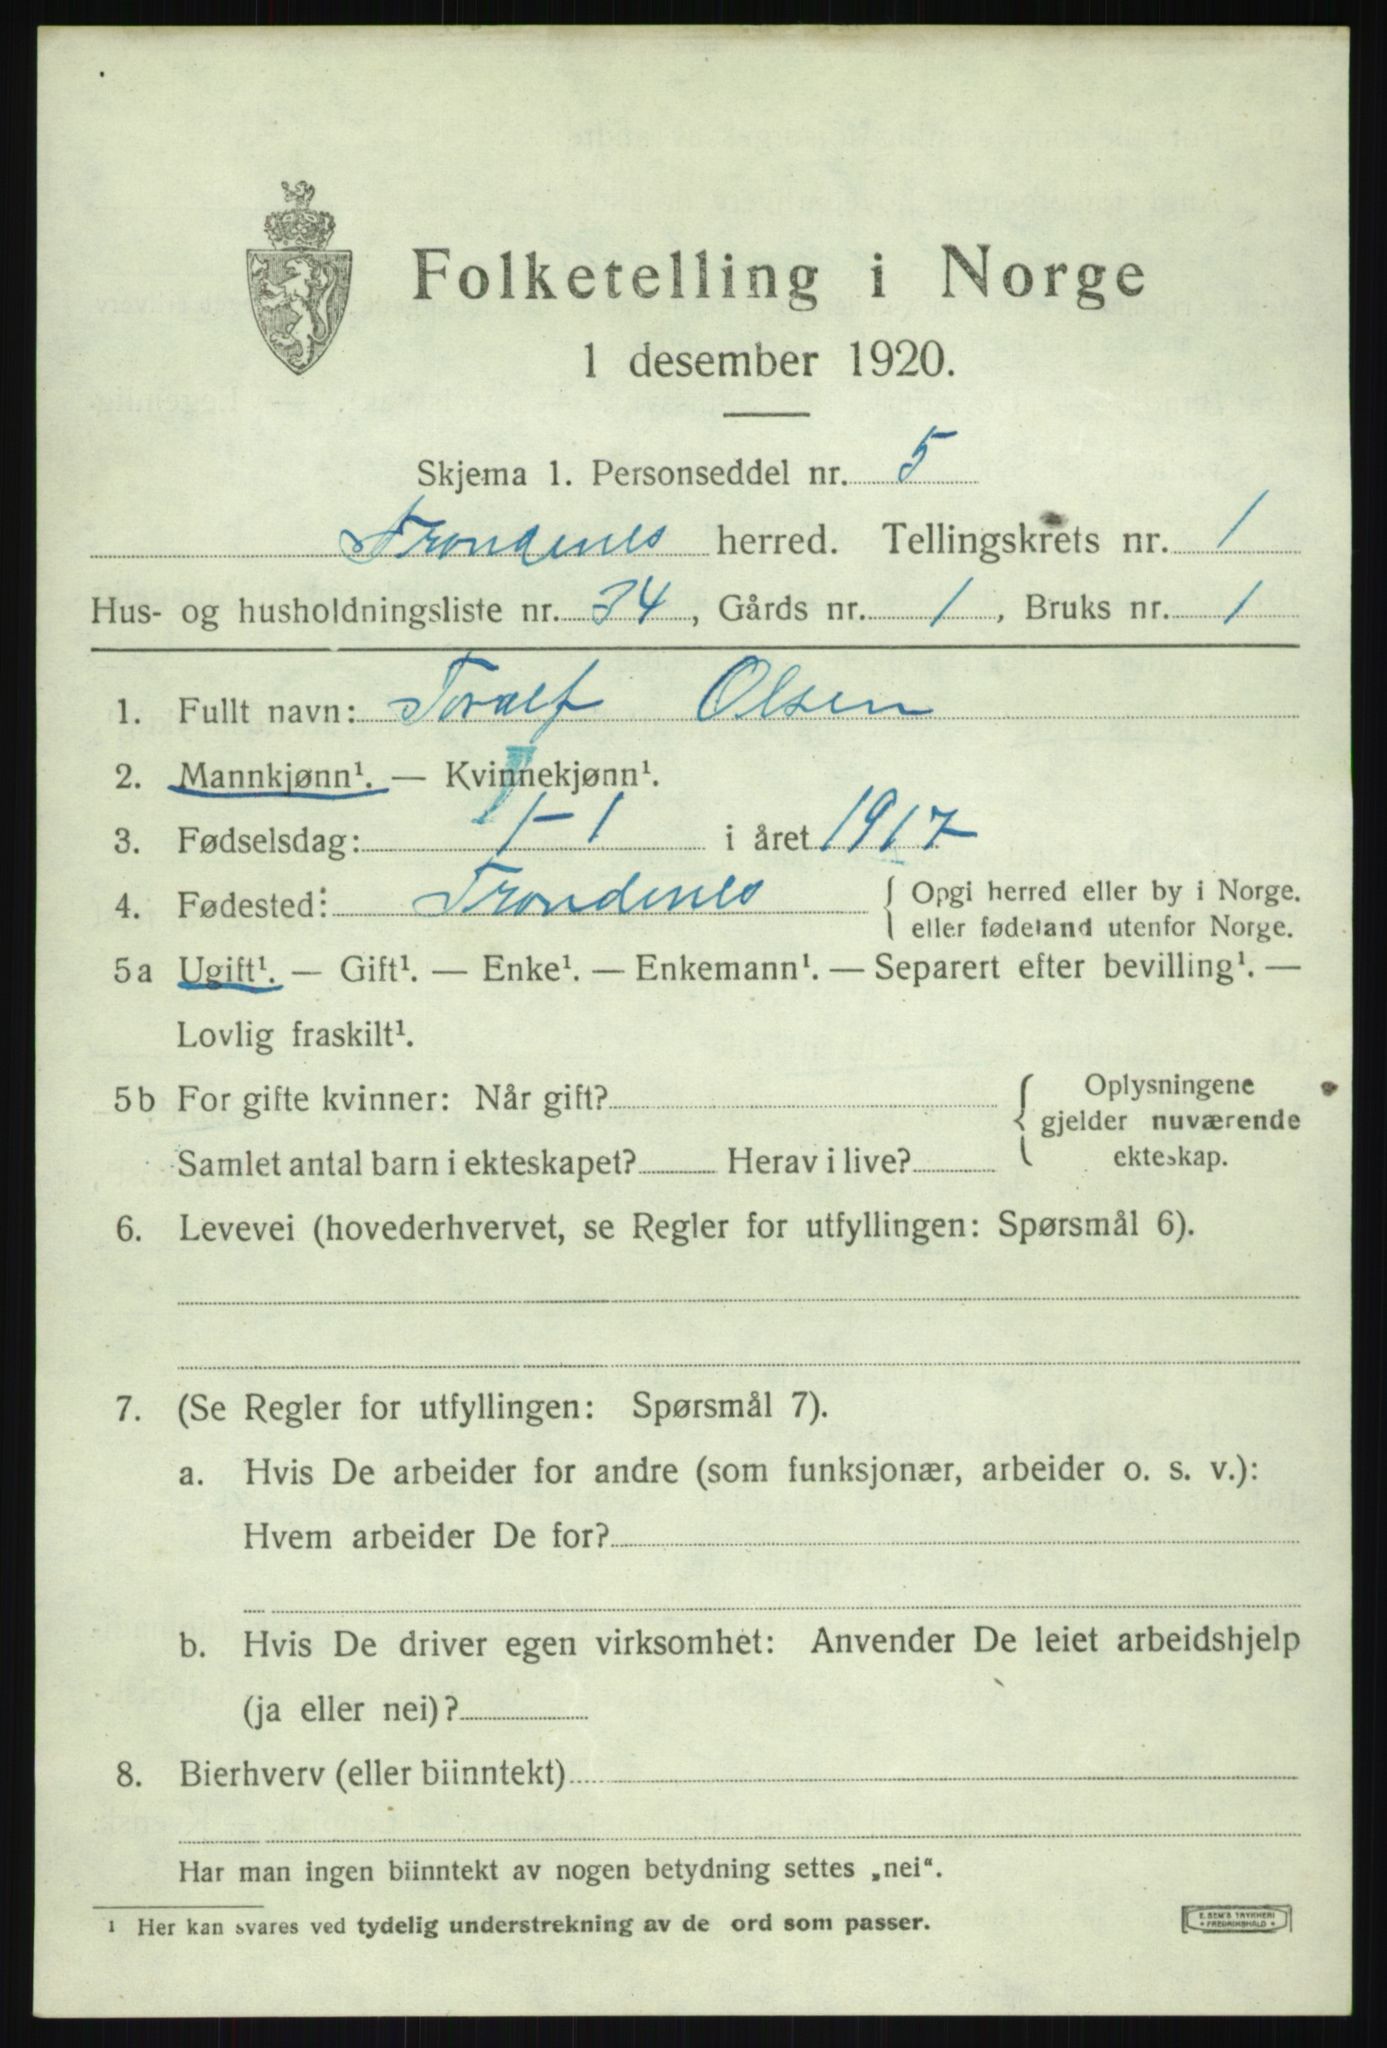 Folketelling i Norge
1 desember 1920.
Skjema 1. Personseddel nr. 5
Trondenes herred. Tellingskrets nr. 1
Hus- og husholdningsliste nr. 34, Gårds nr. 1, Bruks nr. 1
1. Fullt navn: Toralf Olsen
2. Mannkjønn¹. — Kvinnekjønn¹.
3. Fødselsdag: 1-1 i året 1917
4. Fødested: Trondenes { Opgi herred eller by i Norge.
eller fødeland utenfor Norge.
5a Ugift¹. — Gift¹. — Enke¹. — Enkemann¹. — Separert efter bevilling¹. —
Lovlig fraskilt¹.
5b For gifte kvinner: Når gift? { Oplysningene
gjelder nuværende
Samlet antal barn i ekteskapet? Herav i live? ekteskap.
6. Levevei (hovederhvervet, se Regler for utfyllingen: Spørsmål 6).
7. (Se Regler for utfyllingen: Spørsmål 7).
a. Hvis De arbeider for andre (som funksjonær, arbeider o. s. v.):
Hvem arbeider De for?
b. Hvis De driver egen virksomhet: Anvender De leiet arbeidshjelp
(ja eller nei)?
8. Bierhverv (eller biinntekt)
Har man ingen biinntekt av nogen betydning settes „nei“.
¹ Her kan svares ved tydelig understrekning av de ord som passer.
E. SEM'S TRYKKERI
FREDRIKSHALD